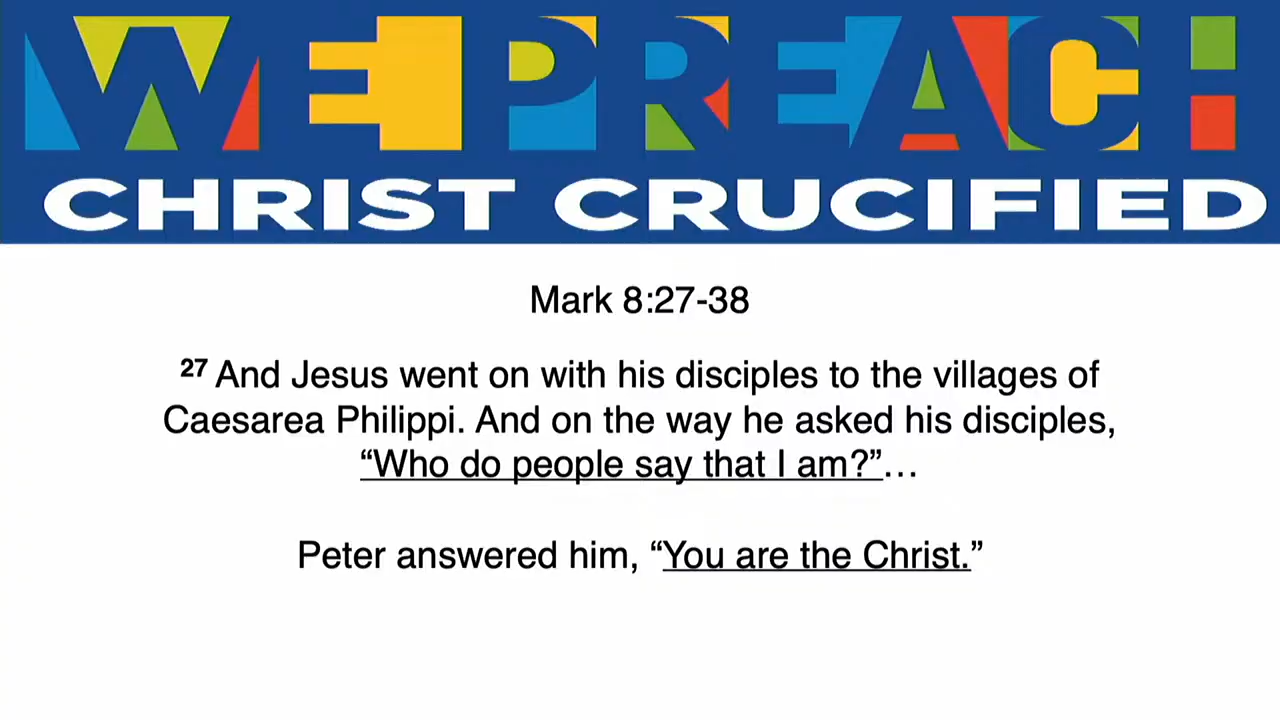 WE PREACH
CHRIST CRUCIFIED
Mark 8:27-38
27 And Jesus went on with his disciples to the villages of
Caesarea Philippi. And on the way he asked his disciples,
“Who do people say that I am?”…
Peter answered him, “You are the Christ.”